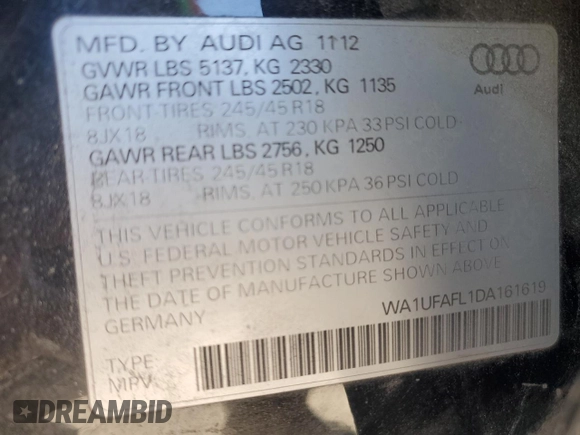 MFD. BY AUDI AG 1112
GVWR LBS 5137, KG 2330
GAWR FRONT LBS 2502, KG 1135
FRONT TIRES 245/45 R18
8JX18 RIMS, AT 230 KPA 33 PSI COLD
GAWR REAR LBS 2756, KG 1250
REAR TIRES 245/45 R18
8JX18 RIMS, AT 250 KPA 36 PSI COLD
Audi
THIS VEHICLE CONFORMS TO ALL APPLICABLE
U.S. FEDERAL MOTOR VEHICLE SAFETY AND
THEFT PREVENTION STANDARDS IN EFFECT ON
THE DATE OF MANUFACTURE SHOWN ABOVE.
GERMANY
WA1UFAFL1DA161619
TYPE:
MPV
DREAMBID